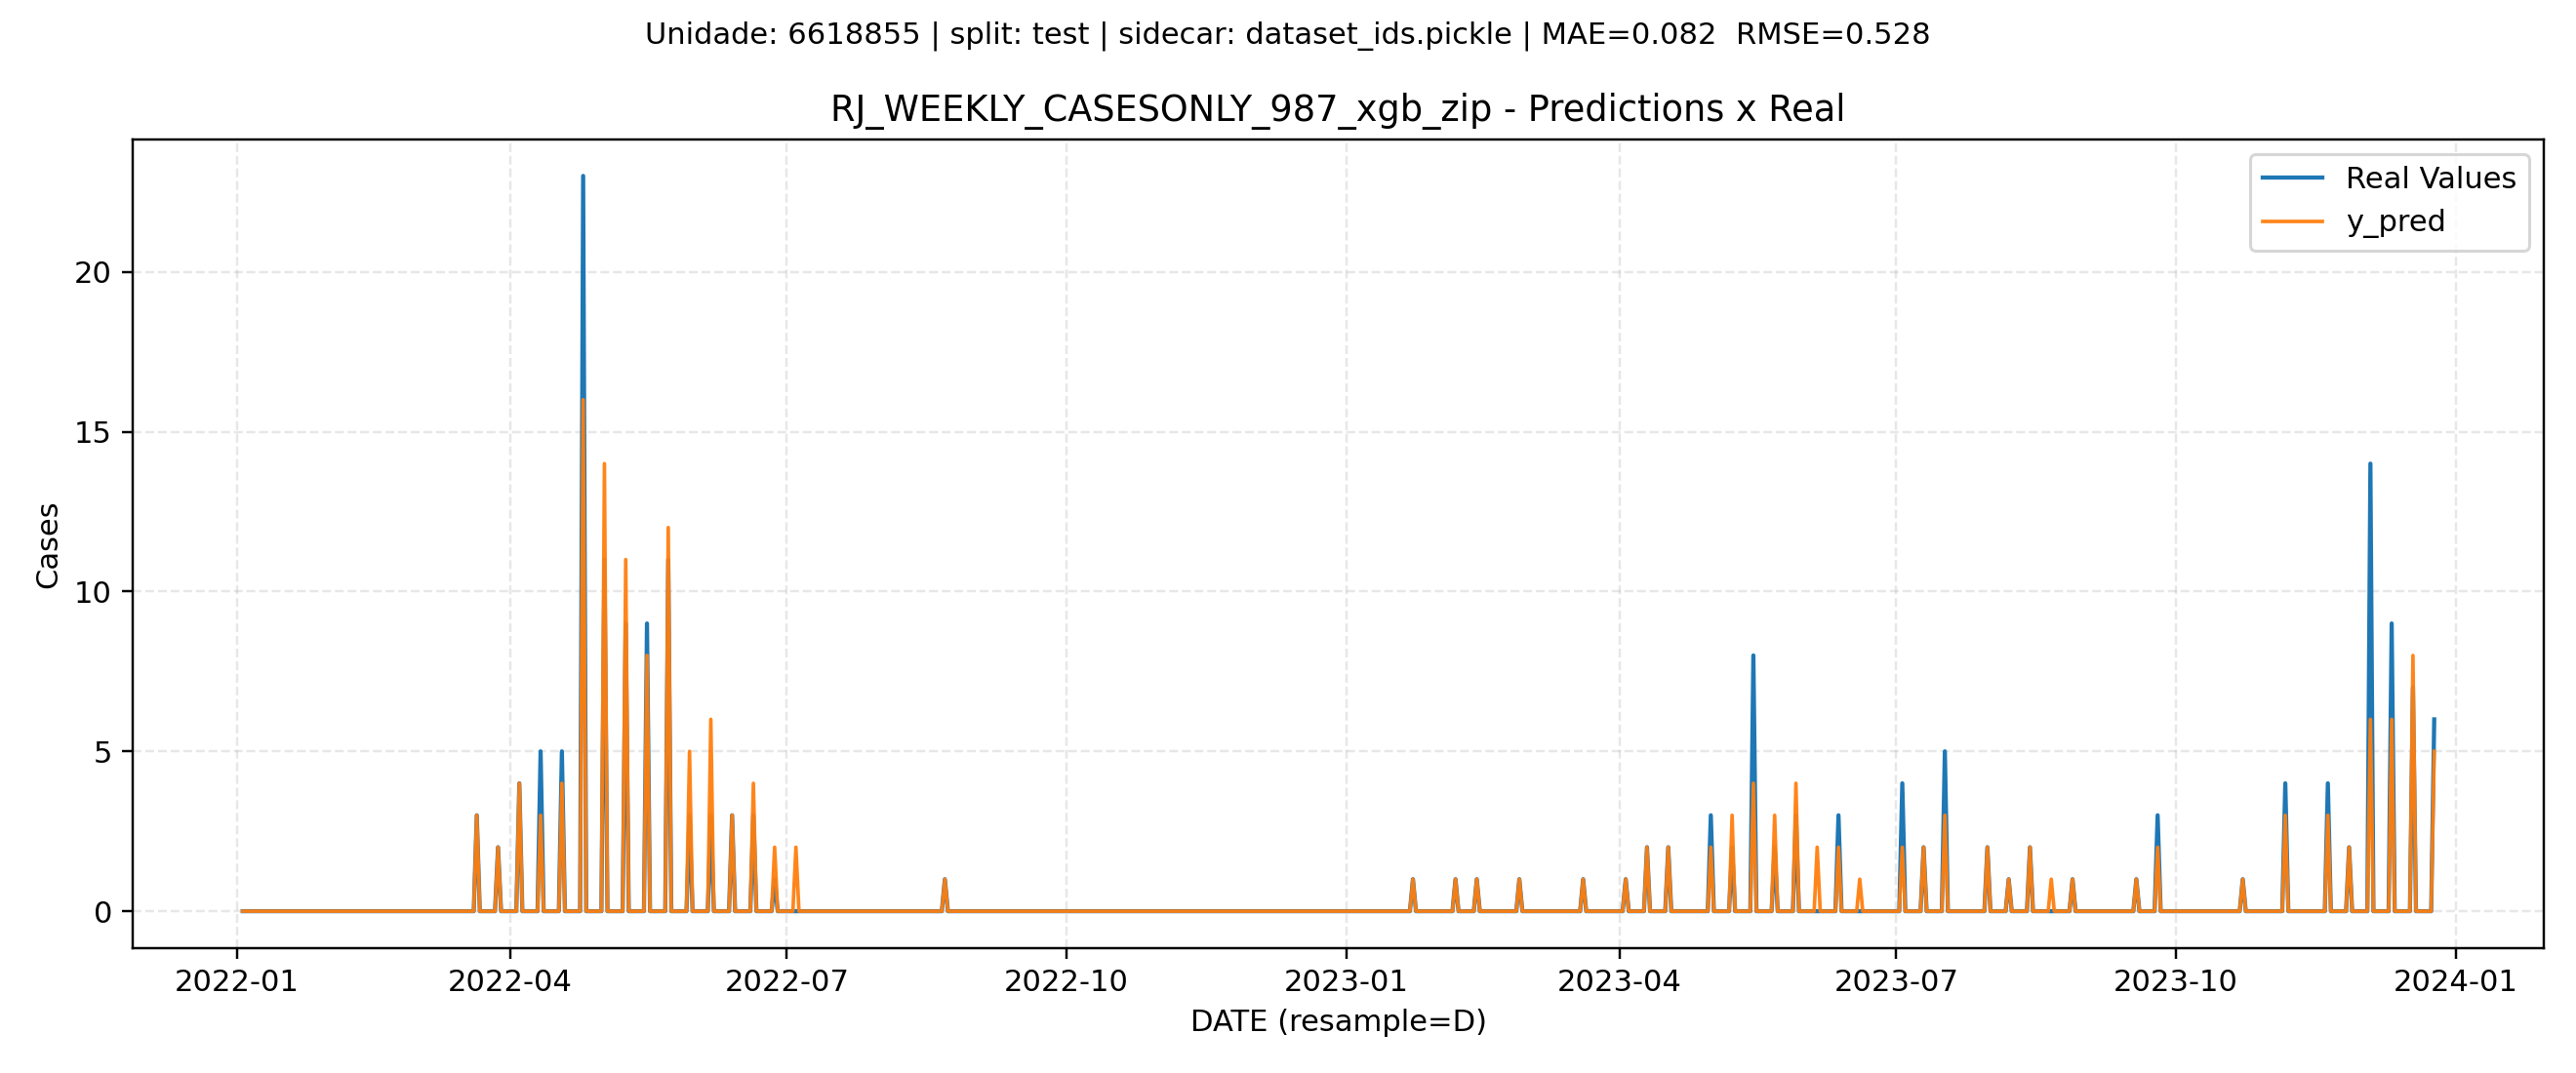 Unidade: 6618855 | split: test | sidecar: dataset_ids.pickle | MAE=0.082  RMSE=0.528
RJ_WEEKLY_CASESONLY_987_xgb_zip - Predictions x Real
Real Values
y_pred
Cases
20
15
10
5
0
2022-01
2022-04
2022-07
2022-10
2023-01
2023-04
2023-07
2023-10
2024-01
DATE (resample=D)